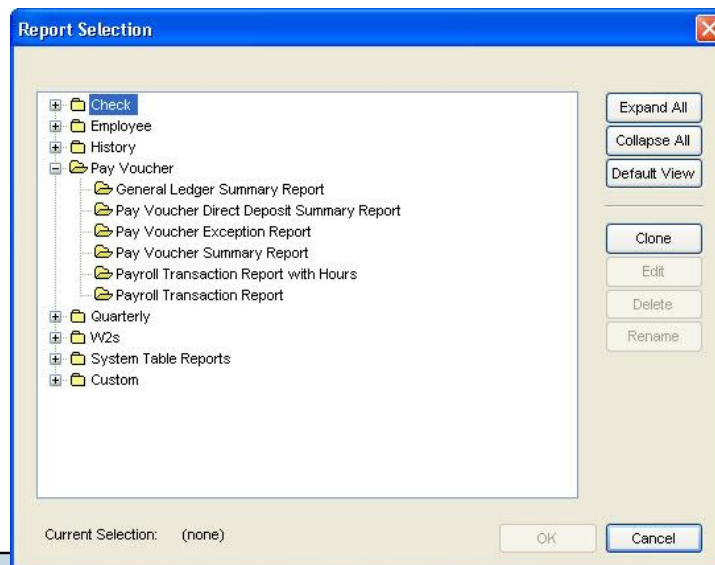 Report Selection
Check
Employee
History
Pay Voucher
General Ledger Summary Report
Pay Voucher Direct Deposit Summary Report
Pay Voucher Exception Report
Pay Voucher Summary Report
Payroll Transaction Report with Hours
Payroll Transaction Report
Quarterly
W2s
System Table Reports
Custom
Expand All
Collapse All
Default View
Clone
Edit
Delete
Rename
Current Selection: (none)
OK
Cancel